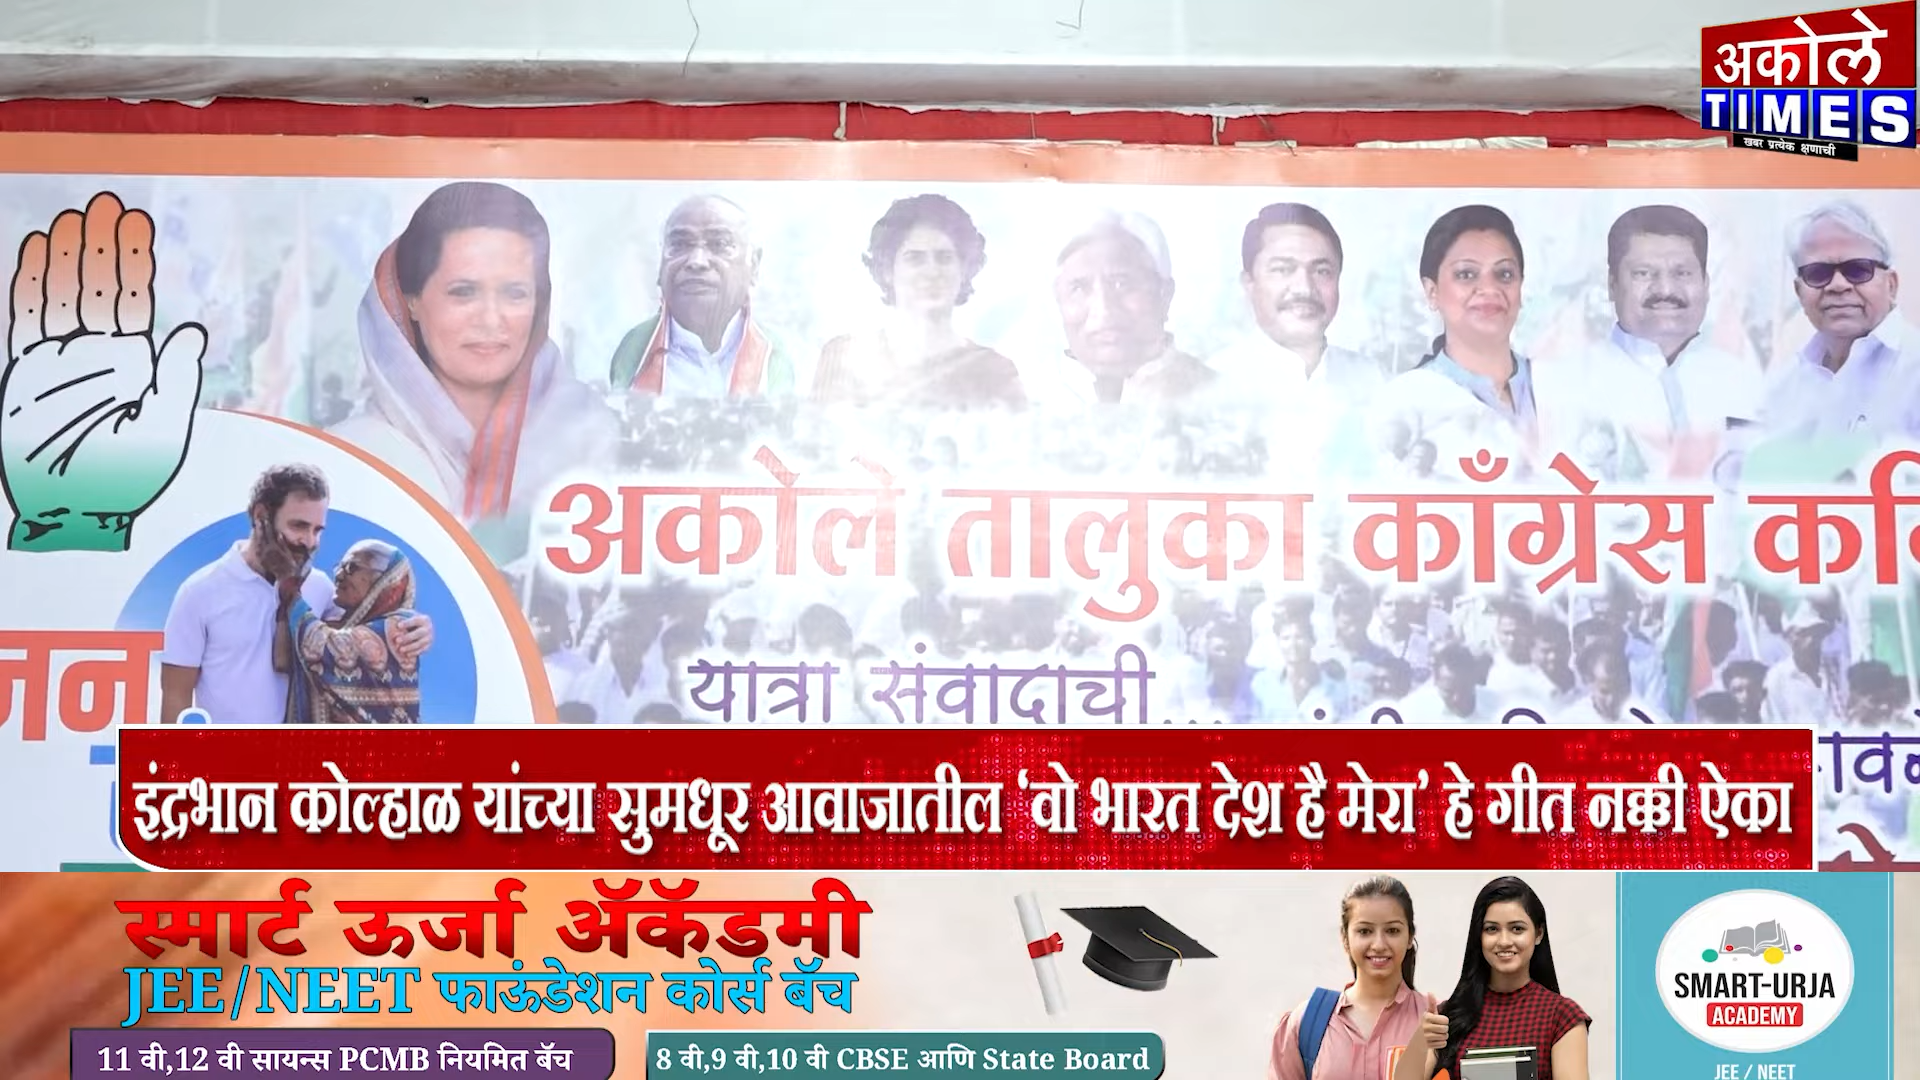 अकोले
TIMES
खबर प्रत्येक क्षणाची
अकोले तालुका काँग्रेस
यात्रा संवादाची...
जन
इंद्रभान कोल्हाळ यांच्या सुमधूर आवाजातील ‘वो भारत देश है मेरा’ हे गीत नक्की ऐका
स्मार्ट ऊर्जा ॲकॅडमी
JEE/NEET फाऊंडेशन कोर्स बॅच
11 वी,12 वी सायन्स PCMB नियमित बॅच
8 वी,9 वी,10 वी CBSE आणि State Board
SMART-URJA
ACADEMY
JEE / NEET